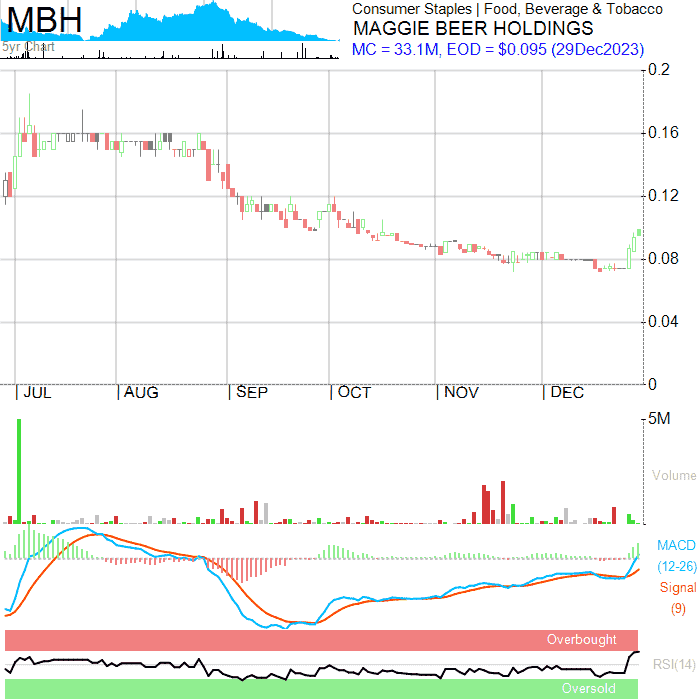 MBH
Consumer Staples | Food, Beverage & Tobacco
MAGGIE BEER HOLDINGS
5yr Chart
MC = 33.1M, EOD = $0.095 (29Dec2023)
0.2
0.16
0.12
0.08
0.04
0
JUL AUG SEP OCT NOV DEC
5M
Volume
MACD
(12-26)
Signal
(9)
Overbought
RSI(14)
Oversold